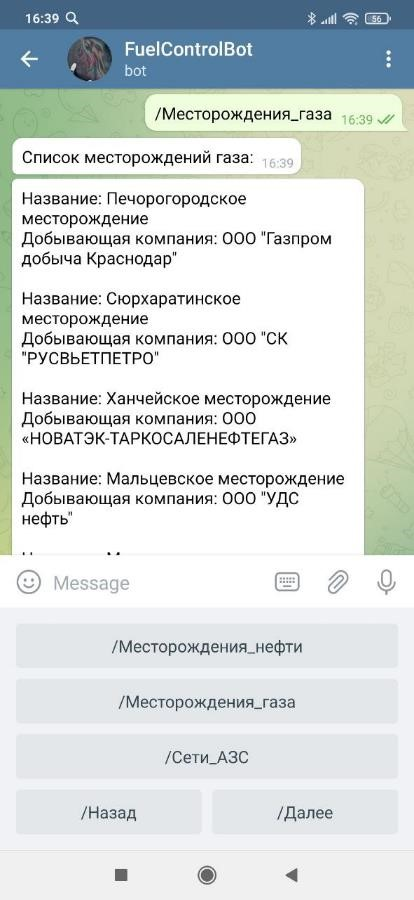 16:39
56
FuelControlBot
bot
/Месторождения_газа 16:39
Список месторождений газа: 16:39
Название: Печорогородское
месторождение
Добывающая компания: ООО "Газпром
добыча Краснодар"
Название: Сюрхаратинское
месторождение
Добывающая компания: ООО "СК
"РУСВЬЕТПЕТРО"
Название: Ханчейское месторождение
Добывающая компания: ООО
«НОВАТЭК-ТАРКОСАЛЕНЕФТЕГАЗ»
Название: Мальцевское месторождение
Добывающая компания: ООО "УДС
нефть"
Message
/Месторождения_нефти
/Месторождения_газа
/Сети_АЗС
/Назад /Далее